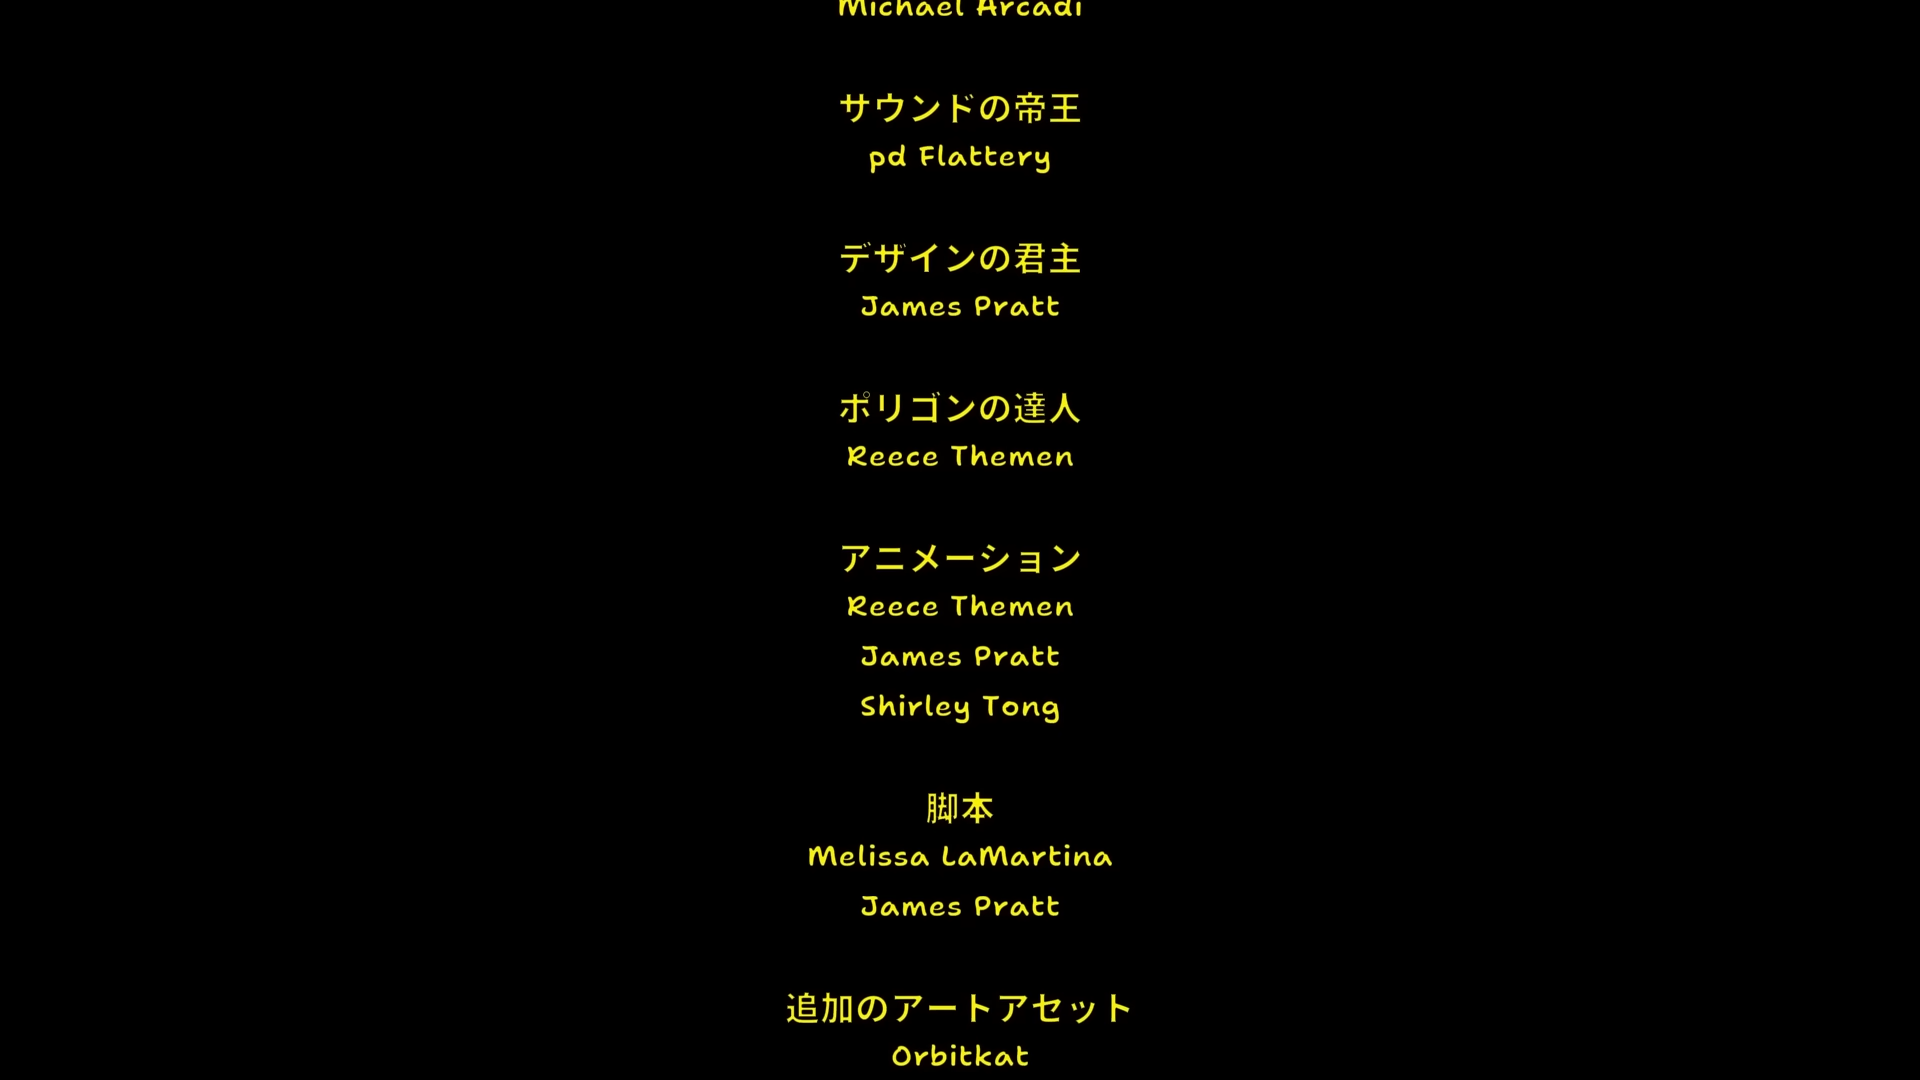 Michael Arcadi
サウンドの帝王
pd Flattery
デザインの君主
James Pratt
ポリゴンの達人
Reece Themen
アニメーション
Reece Themen
James Pratt
Shirley Tong
脚本
Melissa LaMartina
James Pratt
追加のアートアセット
Orbitkat